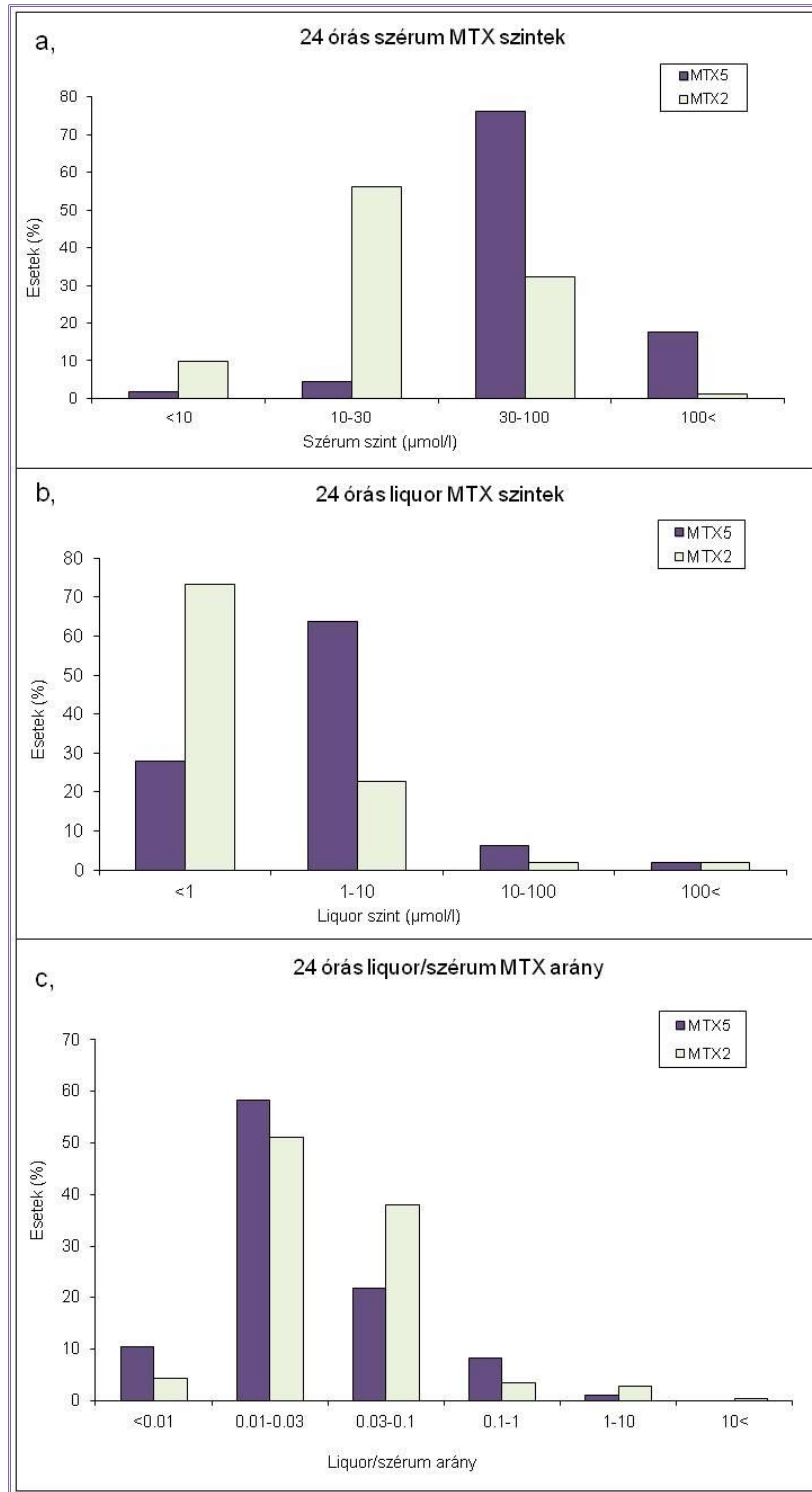 a,
24 órás szérum MTX szintek
MTX5
MTX2
80
70
60
50
40
30
20
10
0
Esetek (%)
<10 10-30 30-100 100<
Szérum szint (µmol/l)
b,
24 órás liquor MTX szintek
MTX5
MTX2
80
70
60
50
40
30
20
10
0
Esetek (%)
<1 1-10 10-100 100<
Liquor szint (µmol/l)
c,
24 órás liquor/szérum MTX arány
MTX5
MTX2
70
60
50
40
30
20
10
0
Esetek (%)
<0.01 0.01-0.03 0.03-0.1 0.1-1 1-10 10<
Liquor/szérum arány